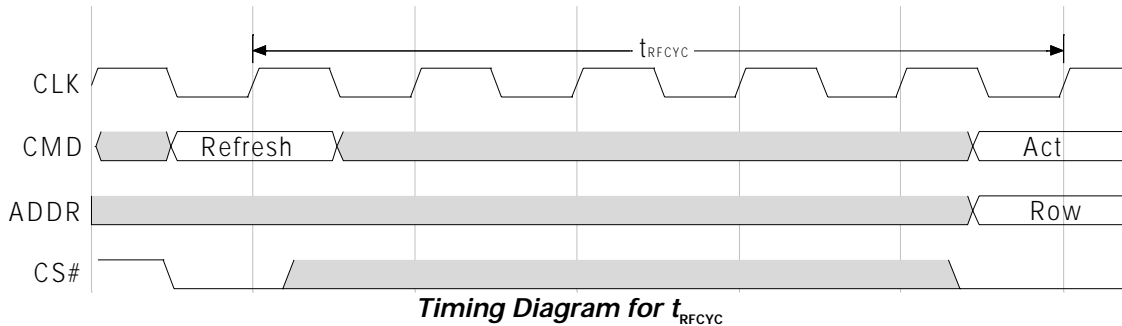 tRFCYC
CLK
CMD Refresh Act
ADDR Row
CS#
Timing Diagram for tRFCYC